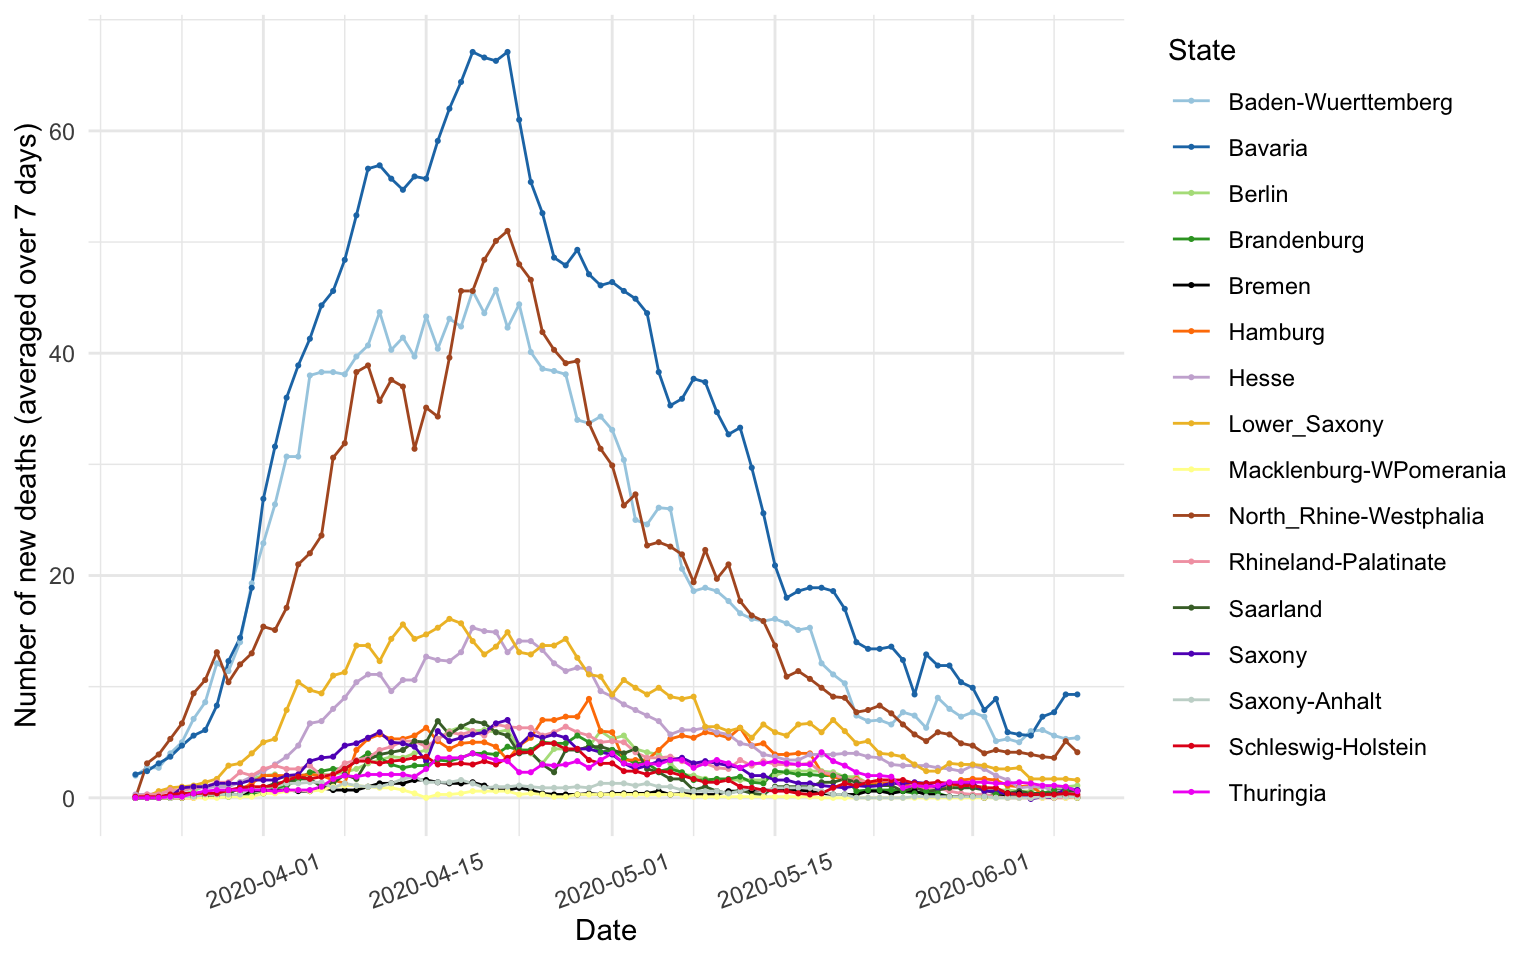 Number of new deaths (averaged over 7 days)
60
40
20
0
2020-04-01
2020-04-15
2020-05-01
2020-05-15
2020-06-01
Date
State
Baden-Wuerttemberg
Bavaria
Berlin
Brandenburg
Bremen
Hamburg
Hesse
Lower_Saxony
Macklenburg-WPomerania
North_Rhine-Westphalia
Rhineland-Palatinate
Saarland
Saxony
Saxony-Anhalt
Schleswig-Holstein
Thuringia